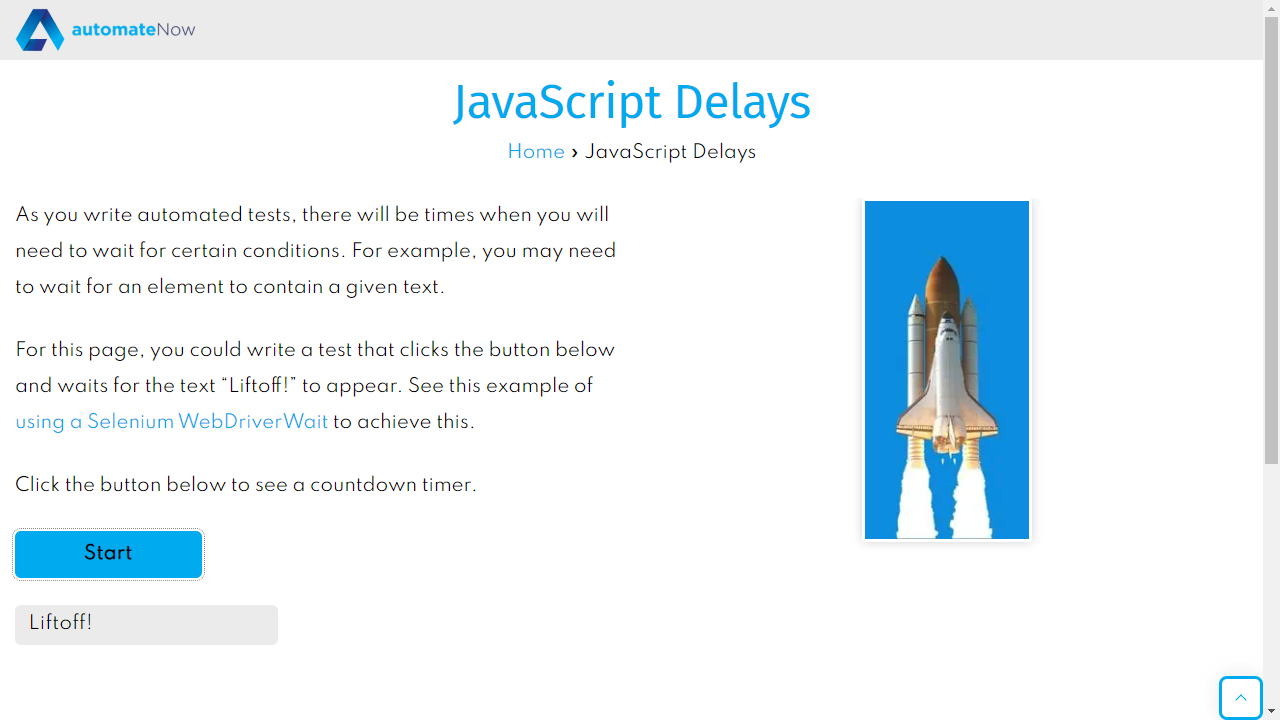 automateNow
JavaScript Delays
Home › JavaScript Delays
As you write automated tests, there will be times when you will
need to wait for certain conditions. For example, you may need
to wait for an element to contain a given text.
For this page, you could write a test that clicks the button below
and waits for the text “Liftoff!” to appear. See this example of
using a Selenium WebDriverWait to achieve this.
Click the button below to see a countdown timer.
Start
Liftoff!